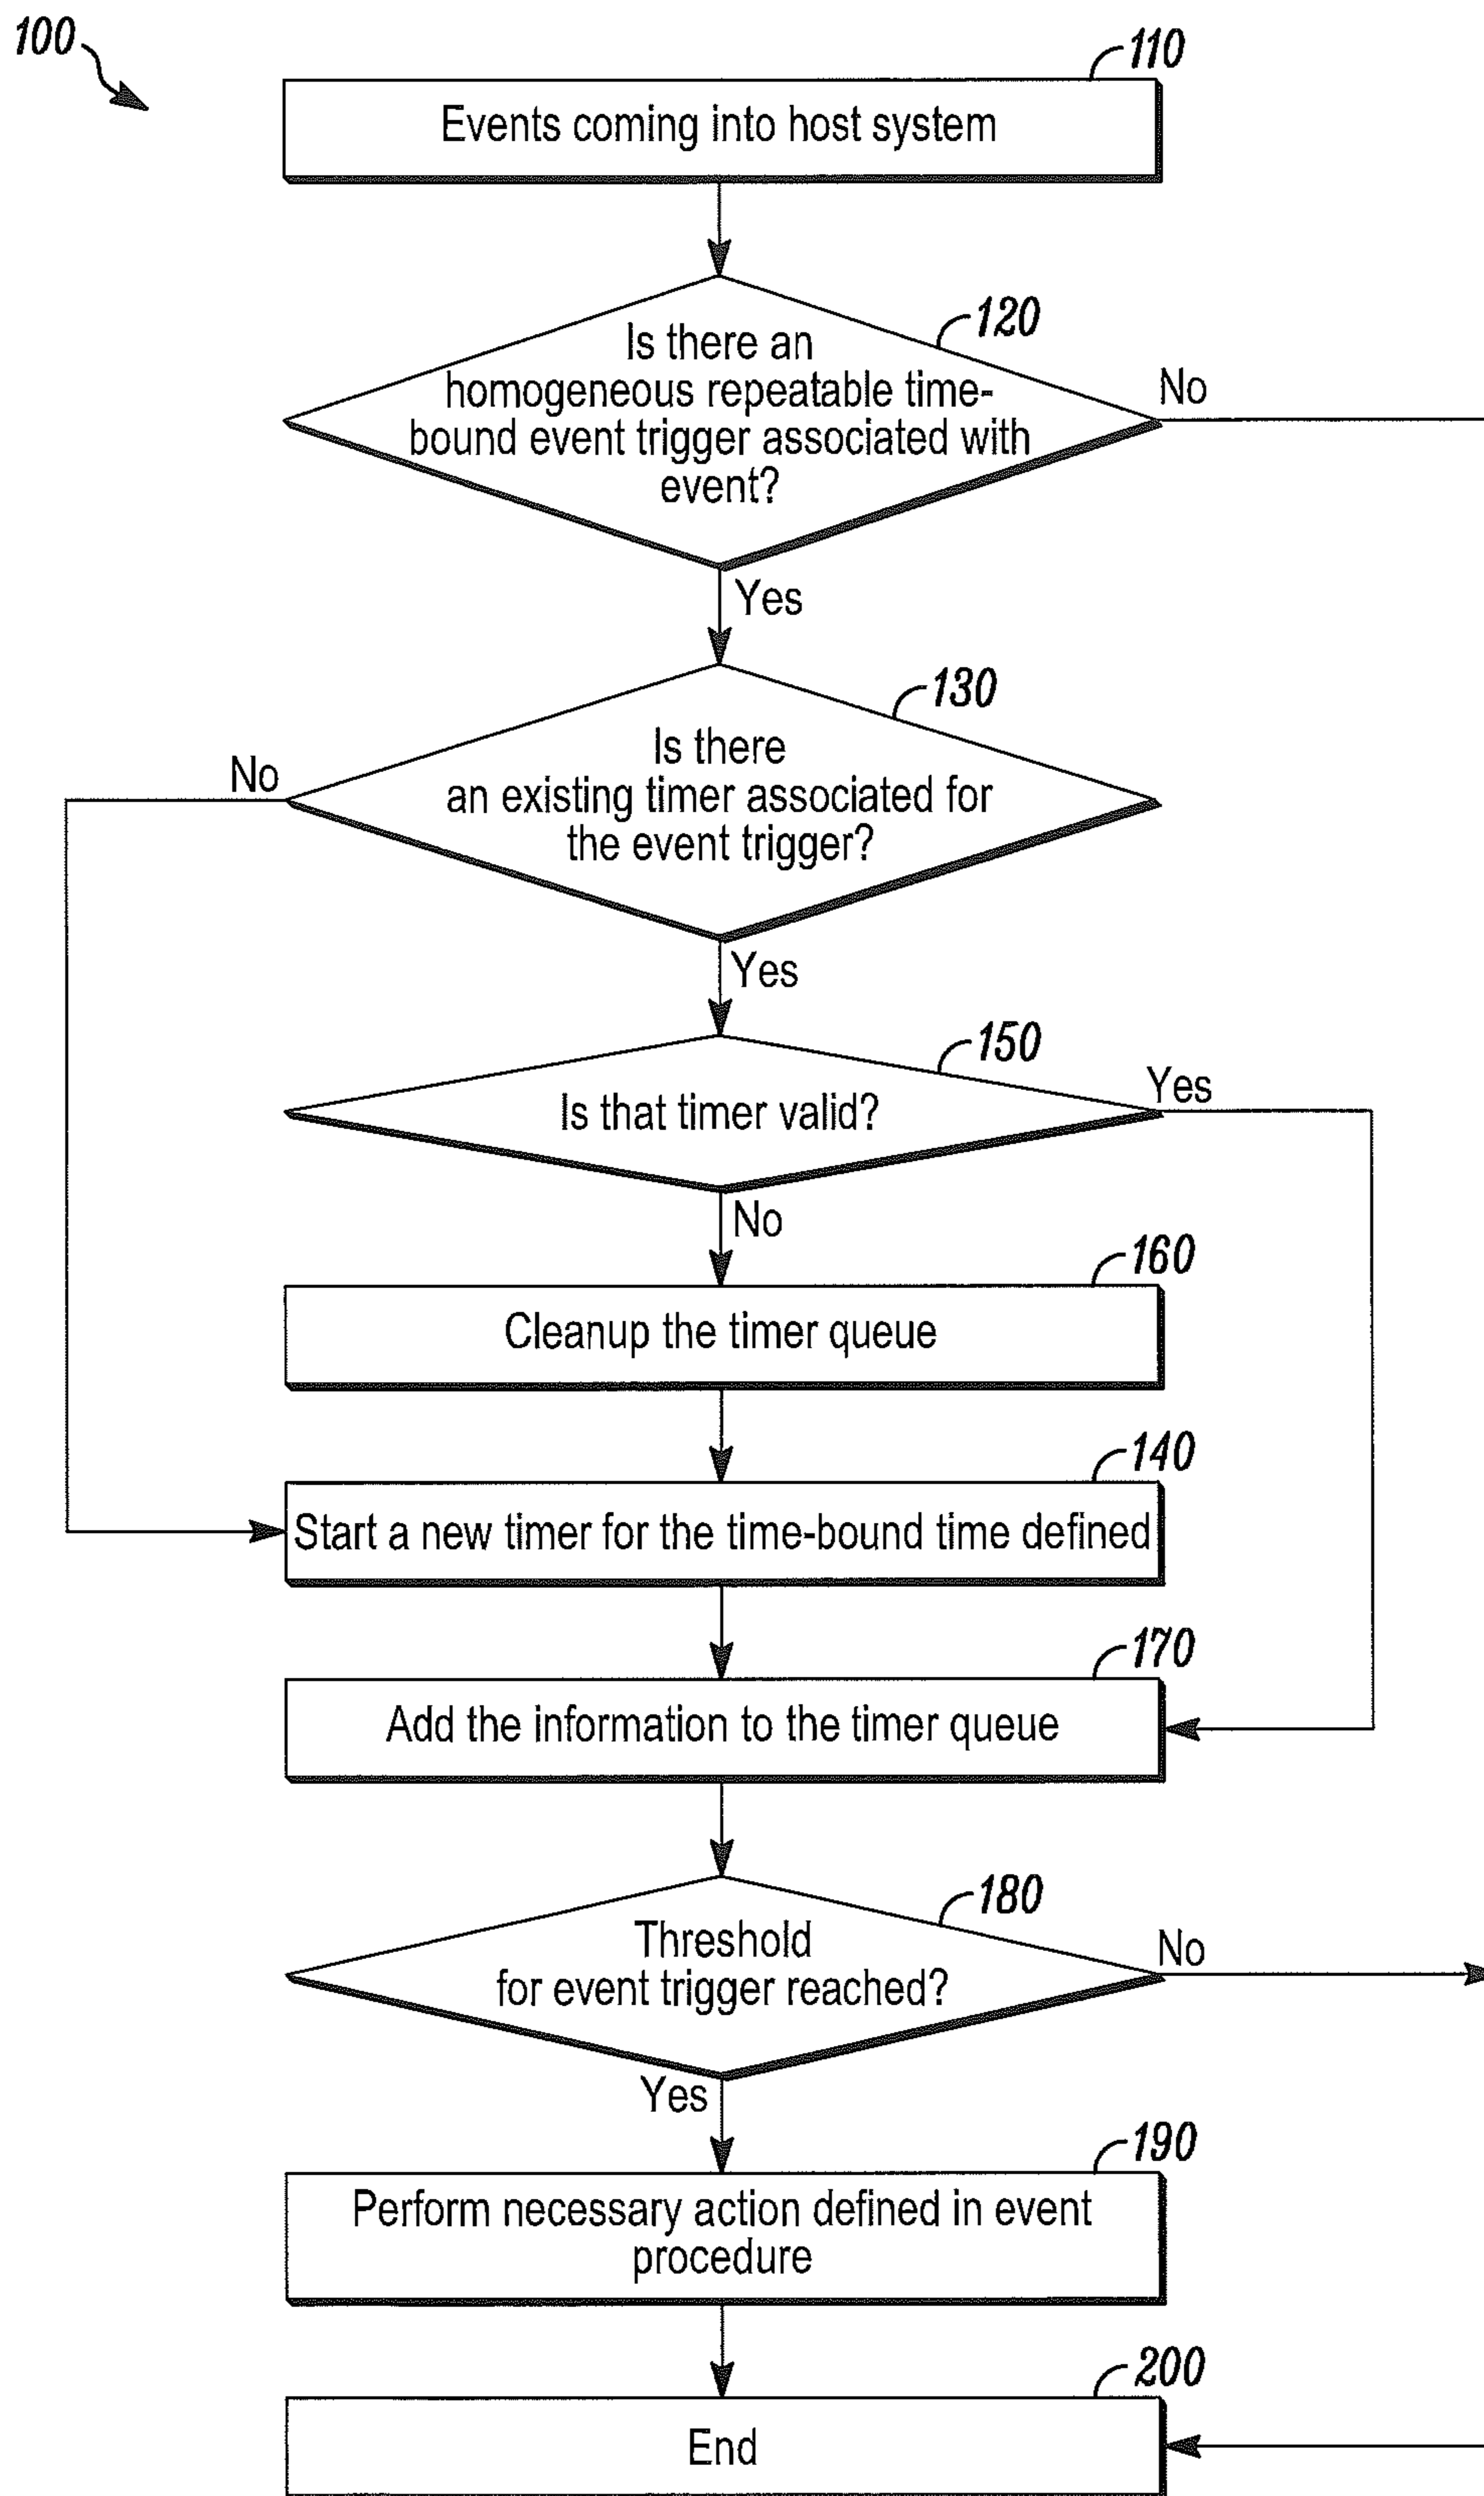 100
110
Events coming into host system
120
Is there an
homogeneous repeatable time-
bound event trigger associated with
event?
No
Yes
130
Is there
an existing timer associated for
the event trigger?
No
Yes
150
Is that timer valid?
Yes
No
160
Cleanup the timer queue
140
Start a new timer for the time-bound time defined
170
Add the information to the timer queue
180
Threshold
for event trigger reached?
No
Yes
190
Perform necessary action defined in event
procedure
200
End